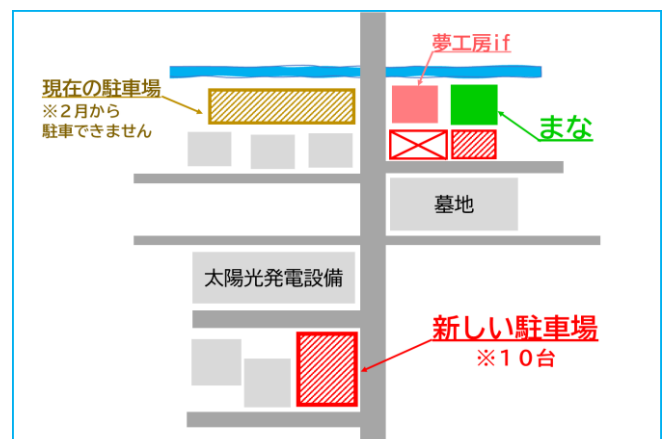 夢工房if
現在の駐車場
※２月から
駐車できません
まな
墓地
太陽光発電設備
新しい駐車場
※１０台